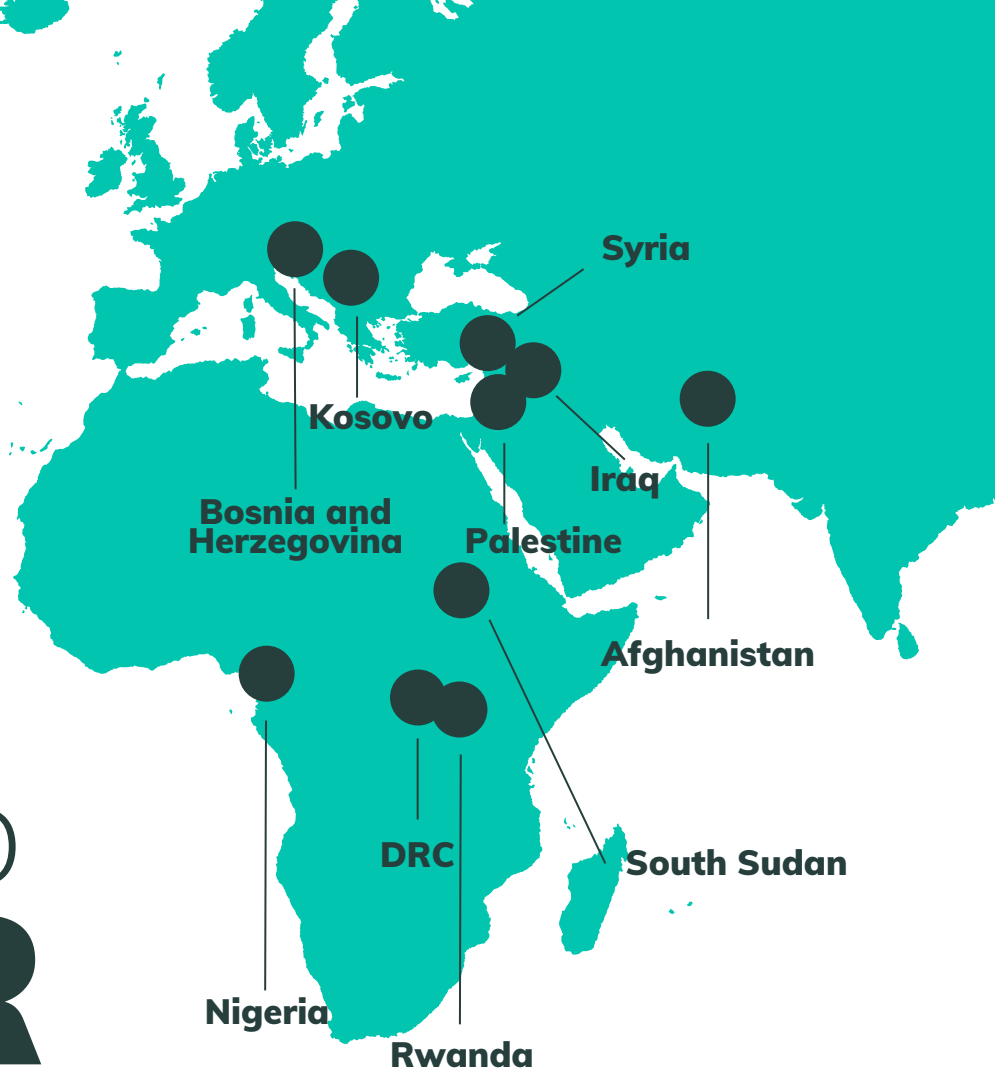 Syria
Kosovo
Iraq
Bosnia and
Herzegovina
Palestine
Afghanistan
DRC
South Sudan
Nigeria
Rwanda